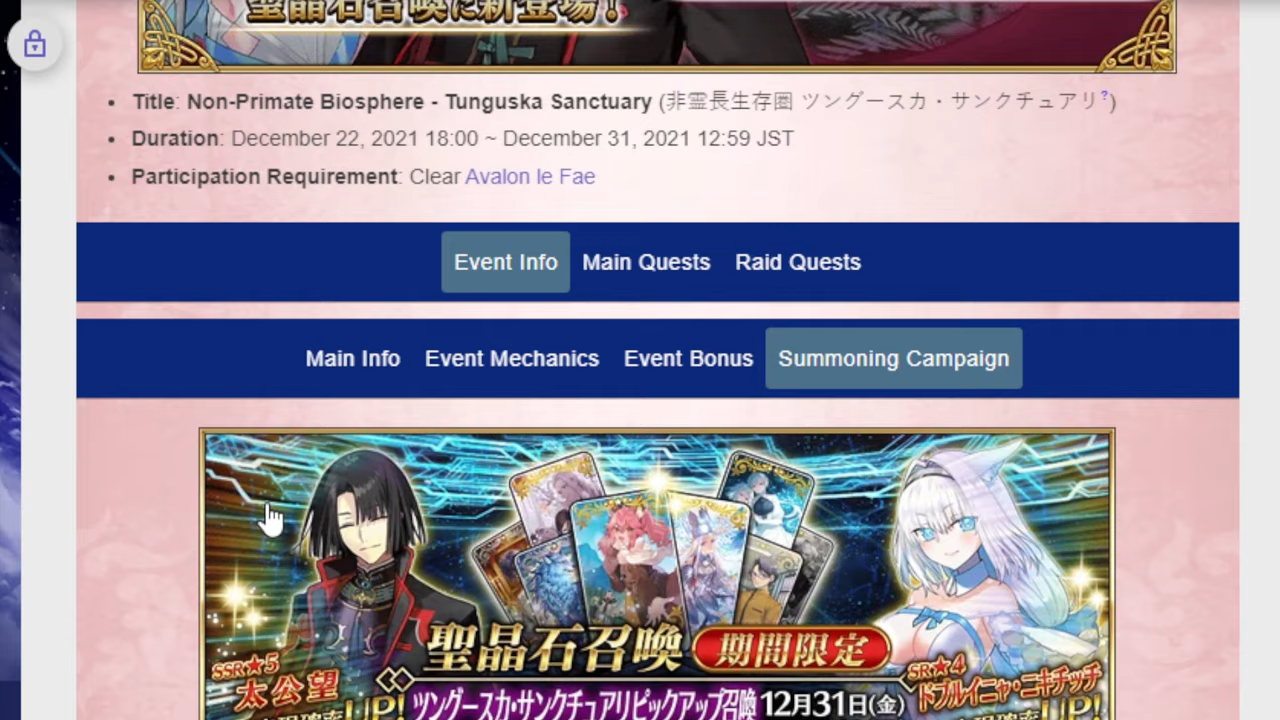 聖晶石召喚に新登場!
Title: Non-Primate Biosphere - Tunguska Sanctuary (非霊長生存圏 ツングースカ・サンクチュアリ?)
Duration: December 22, 2021 18:00 ~ December 31, 2021 12:59 JST
Participation Requirement: Clear Avalon le Fae
Event Info Main Quests Raid Quests
Main Info Event Mechanics Event Bonus Summoning Campaign
聖晶石召喚 期間限定
SSR★5
太公望
SR★4
ドブルイニャ・ニキチッチ
ツングースカ・サンクチュアリピックアップ召喚 12月31日(金)
UP!
UP!